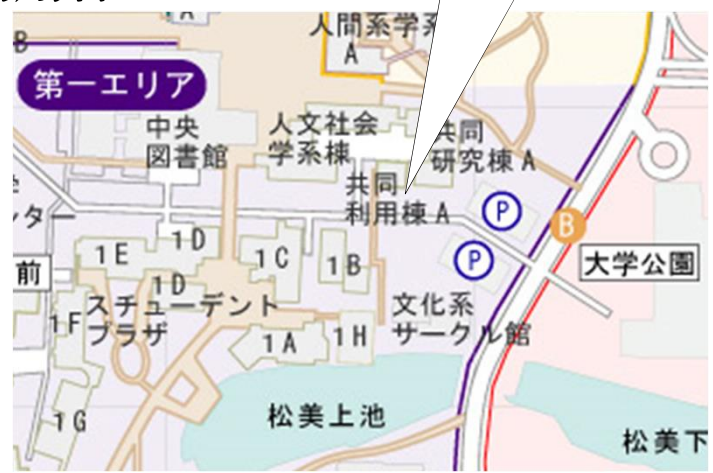 A
人間系学系
A
B
第一エリア
中央
図書館
人文社会
学系棟
共同
研究棟 A
共同
利用棟 A
ンター
P
B
1D
1E
1C
1B
P
大学公園
前
1D
スチューデント
プラザ
1F
文化系
サークル館
1A
1H
松美上池
1G
松美下